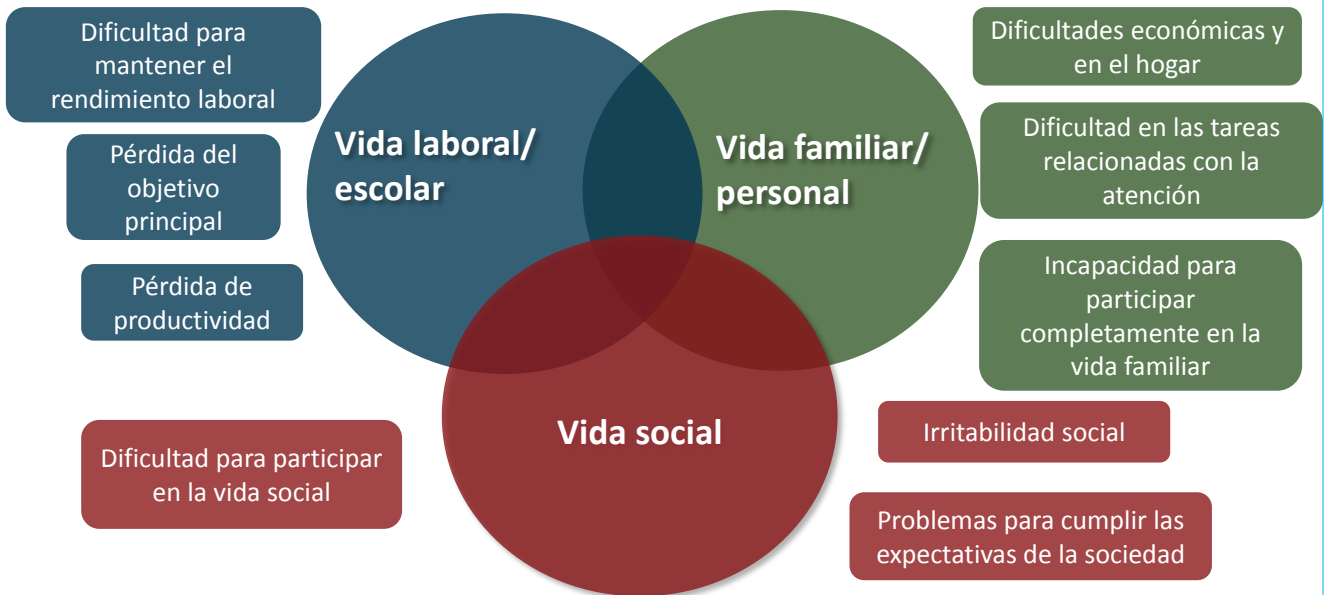 Dificultad para
mantener el
rendimiento laboral
Pérdida del
objetivo
principal
Pérdida de
productividad
Vida laboral/
escolar
Vida familiar/
personal
Vida social
Dificultades económicas y
en el hogar
Dificultad en las tareas
relacionadas con la
atención
Incapacidad para
participar
completamente en la
vida familiar
Dificultad para participar
en la vida social
Irritabilidad social
Problemas para cumplir las
expectativas de la sociedad